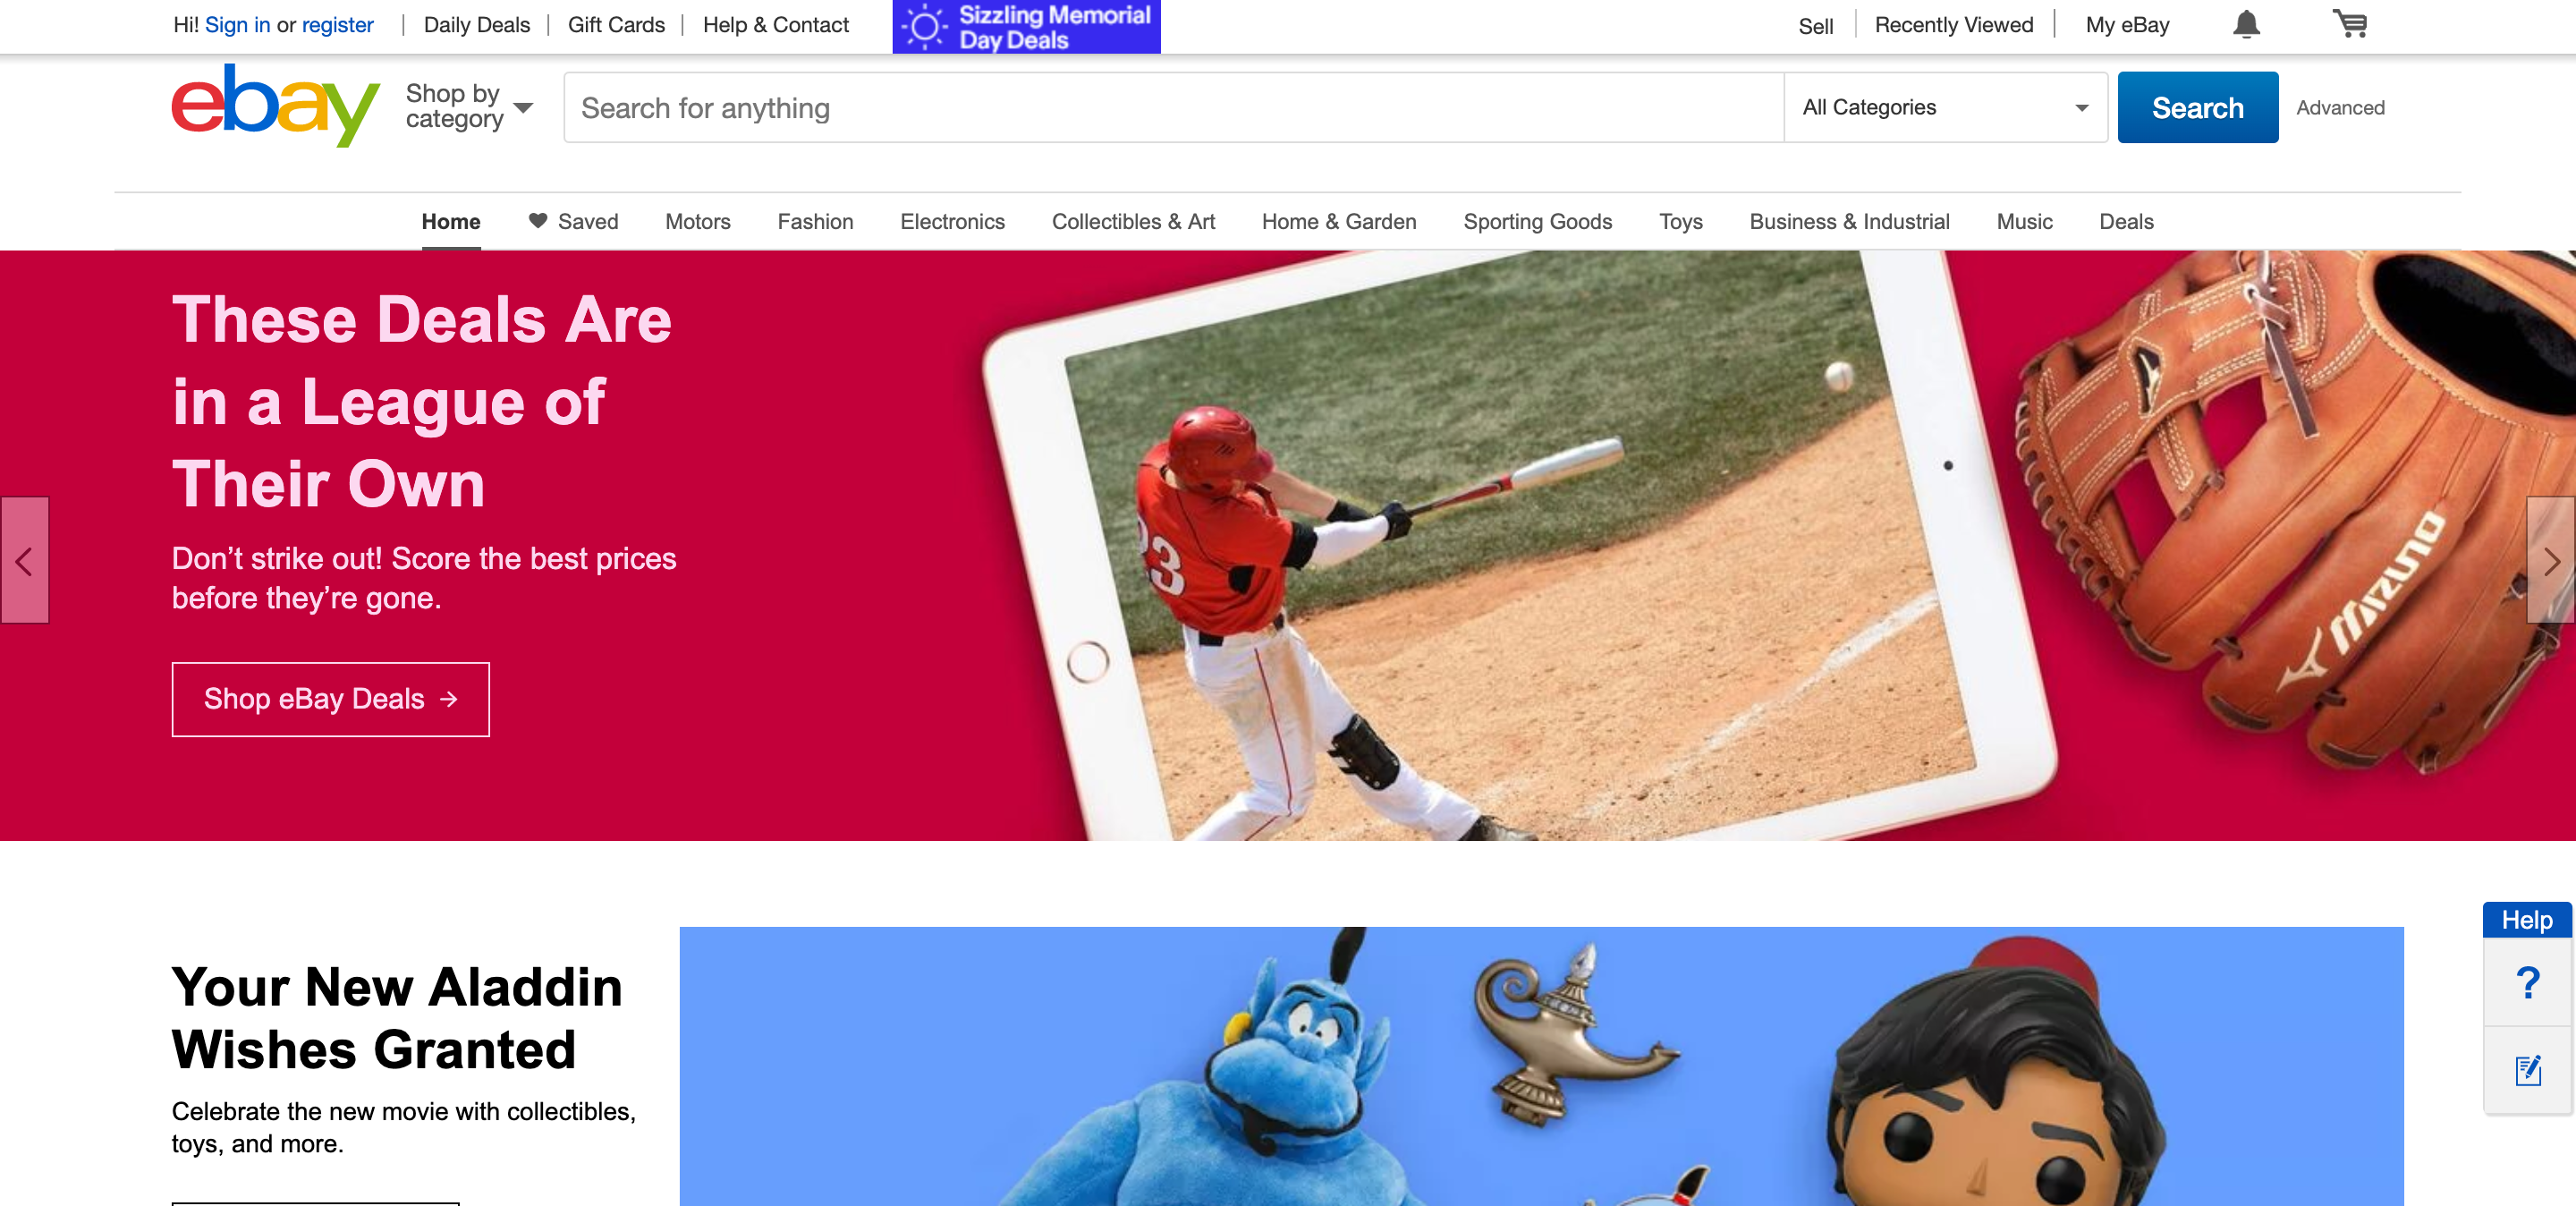 Hi! Sign in or register | Daily Deals | Gift Cards | Help & Contact
Sizzling Memorial
Day Deals
Sell | Recently Viewed | My eBay
ebay
Shop by
category
Search for anything
All Categories
Search
Advanced
Home Saved Motors Fashion Electronics Collectibles & Art Home & Garden Sporting Goods Toys Business & Industrial Music Deals
These Deals Are
in a League of
Their Own
Don’t strike out! Score the best prices
before they’re gone.
Shop eBay Deals →
23
MIZUNO
Help
?
Your New Aladdin
Wishes Granted
Celebrate the new movie with collectibles,
toys, and more.